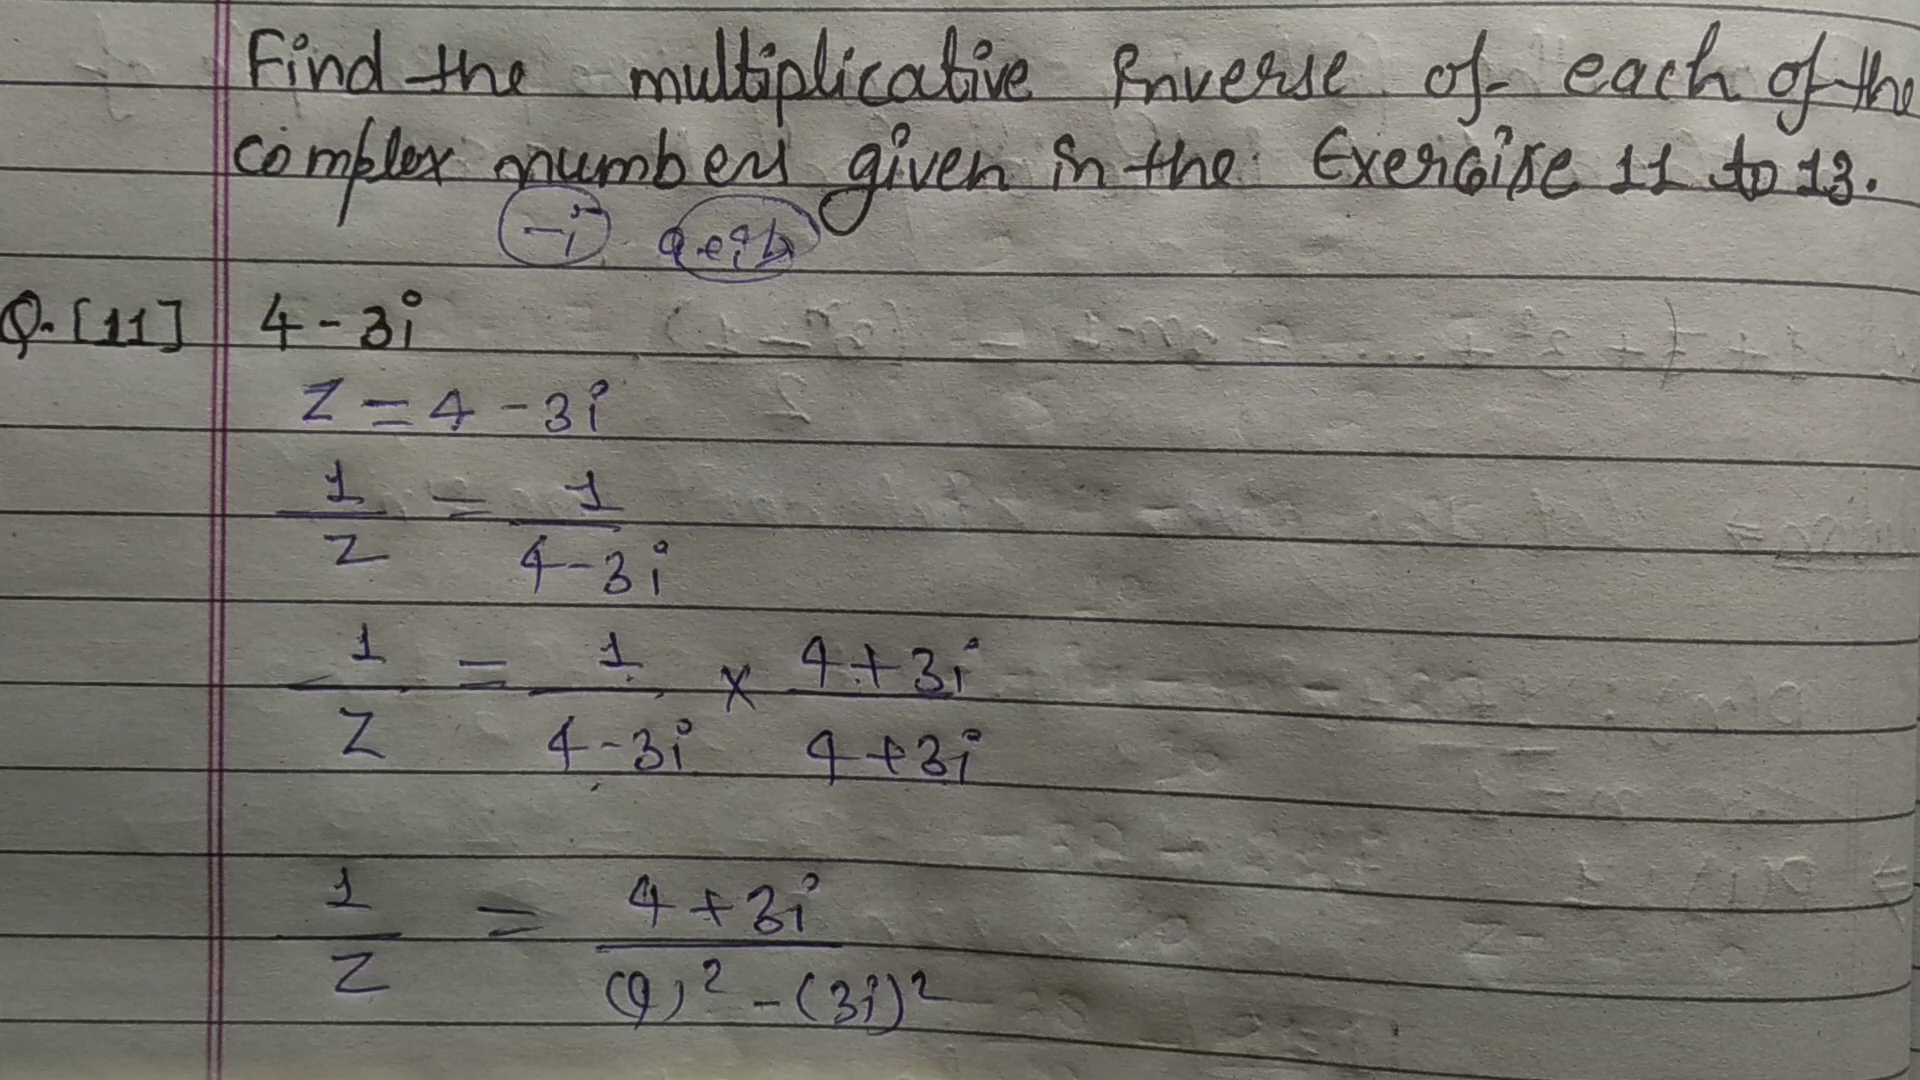 Find the multiplicative inverse of each of the
complex numbers given in the Exercise 11 to 13.
-i a+ib
Q.[11] 4-3i
Z = 4-3i
1/Z = 1/4-3i
1/Z = 1/4-3i × 4+3i/4+3i
1/Z = 4+3i/(4)² - (3i)²